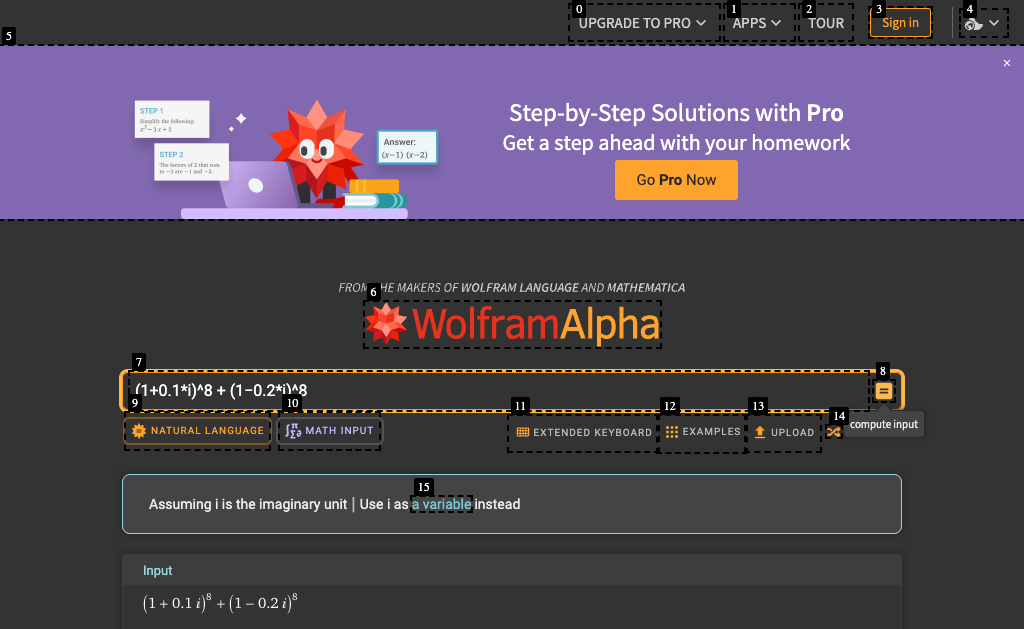 0 UPGRADE TO PRO 1 APPS 2 TOUR 3 Sign in 4
5
×
STEP 1
Simplify the following:
x² − 3 x + 2
STEP 2
The factors of 2 that sum
to −3 are −1 and −2.
Answer:
(x−1) (x−2)
Step-by-Step Solutions with Pro
Get a step ahead with your homework
Go Pro Now
FROM THE MAKERS OF WOLFRAM LANGUAGE AND MATHEMATICA
6
WolframAlpha
7 8
(1+0.1*i)^8 + (1−0.2*i)^8 =
9 NATURAL LANGUAGE 10 MATH INPUT 11 EXTENDED KEYBOARD 12 EXAMPLES 13 UPLOAD 14
compute input
15
Assuming i is the imaginary unit | Use i as a variable instead
Input
(1 + 0.1 i)⁸ + (1 − 0.2 i)⁸